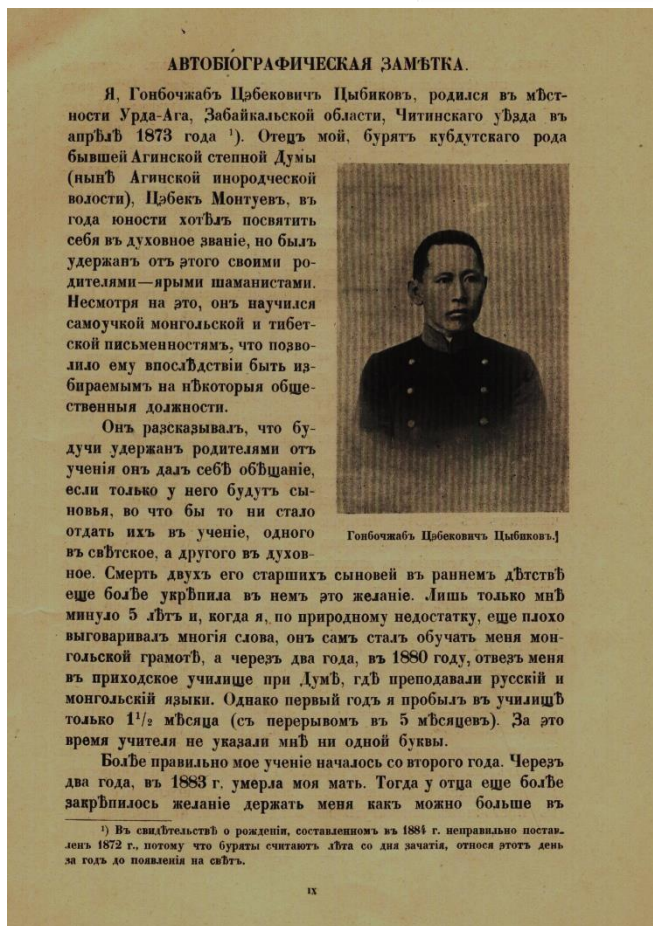 АВТОБІОГРАФИЧЕСКАЯ ЗАМѢТКА.
Я, Гонбочжабъ Цэбековичъ Цыбиков, родился въ мѣст-
ности Урда-Ага, Забайкальской области, Читинскаго уѣзда въ
апрѣлѣ 1873 года ¹). Отецъ мой, бурят кубдутскаго рода
бывшей Агинской степной Думы
(нынѣ Агинской инородческой
волости), Цэбек Монтуев, въ
года юности хотѣлъ посвятить
себя въ духовное званіе, но былъ
удержан отъ этого своими ро-
дителями—ярыми шаманистами.
Несмотря на это, онъ научился
самоучкой монгольской и тибет-
ской письменностямъ, что позво-
лило ему впослѣдствіи быть из-
бираемымъ на нѣкоторыя обще-
ственныя должности.
Онъ разсказывалъ, что бу-
дучи удержан родителями от
ученія он далъ себѣ обѣщаніе,
если только у него будутъ сы-
новья, во что бы то ни стало
отдать ихъ въ ученіе, одного
въ свѣтское, а другого въ духов-
Гонбочжабъ Цэбековичъ Цыбиковъ.
ное. Смерть двухъ его старшихъ сыновей въ раннем дѣтствѣ
еще болѣе укрѣпила въ нем это желаніе. Лишь только мнѣ
минуло 5 лѣтъ и, когда я, по природному недостатку, еще плохо
выговаривалъ многія слова, онъ самъ сталъ обучать меня мон-
гольской грамотѣ, а черезъ два года, въ 1880 году, отвезъ меня
въ приходское училище при Думѣ, гдѣ преподавали русскій и
монгольскій языки. Однако первый годъ я пробылъ въ училищѣ
только 1¹/₂ мѣсяца (съ перерывомъ въ 5 мѣсяцевъ). За это
время учителя не указали мнѣ ни одной буквы.
Болѣе правильно мое ученіе началось со второго года. Черезъ
два года, въ 1883 г. умерла моя мать. Тогда у отца еще болѣе
закрѣпилось желаніе держать меня какъ можно больше въ
¹) Въ свидѣтельствѣ о рожденіи, составленном въ 1884 г. неправильно постав-
ленъ 1872 г., потому что буряты считаютъ лѣта со дня зачатія, относя этотъ день
за годъ до появленія на свѣтъ.
IX